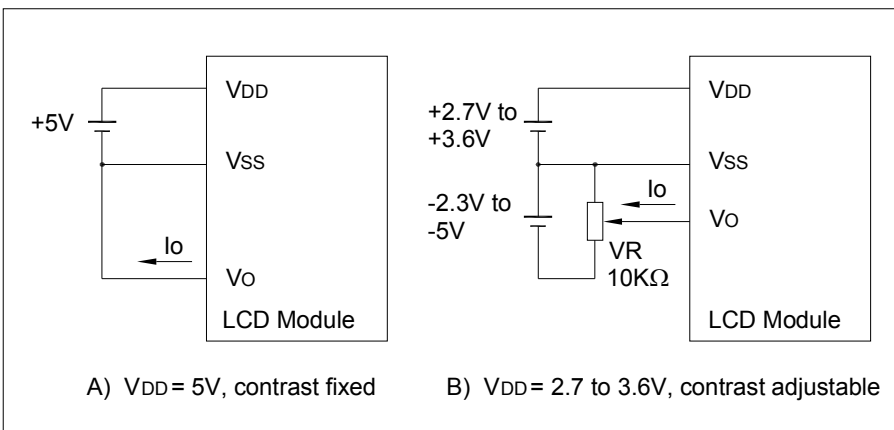 VDD
+5V
VSS
Io
VO
LCD Module
A) VDD = 5V, contrast fixed
VDD
+2.7V to
+3.6V
VSS
Io
-2.3V to
-5V
VO
VR
10KΩ
LCD Module
B) VDD = 2.7 to 3.6V, contrast adjustable